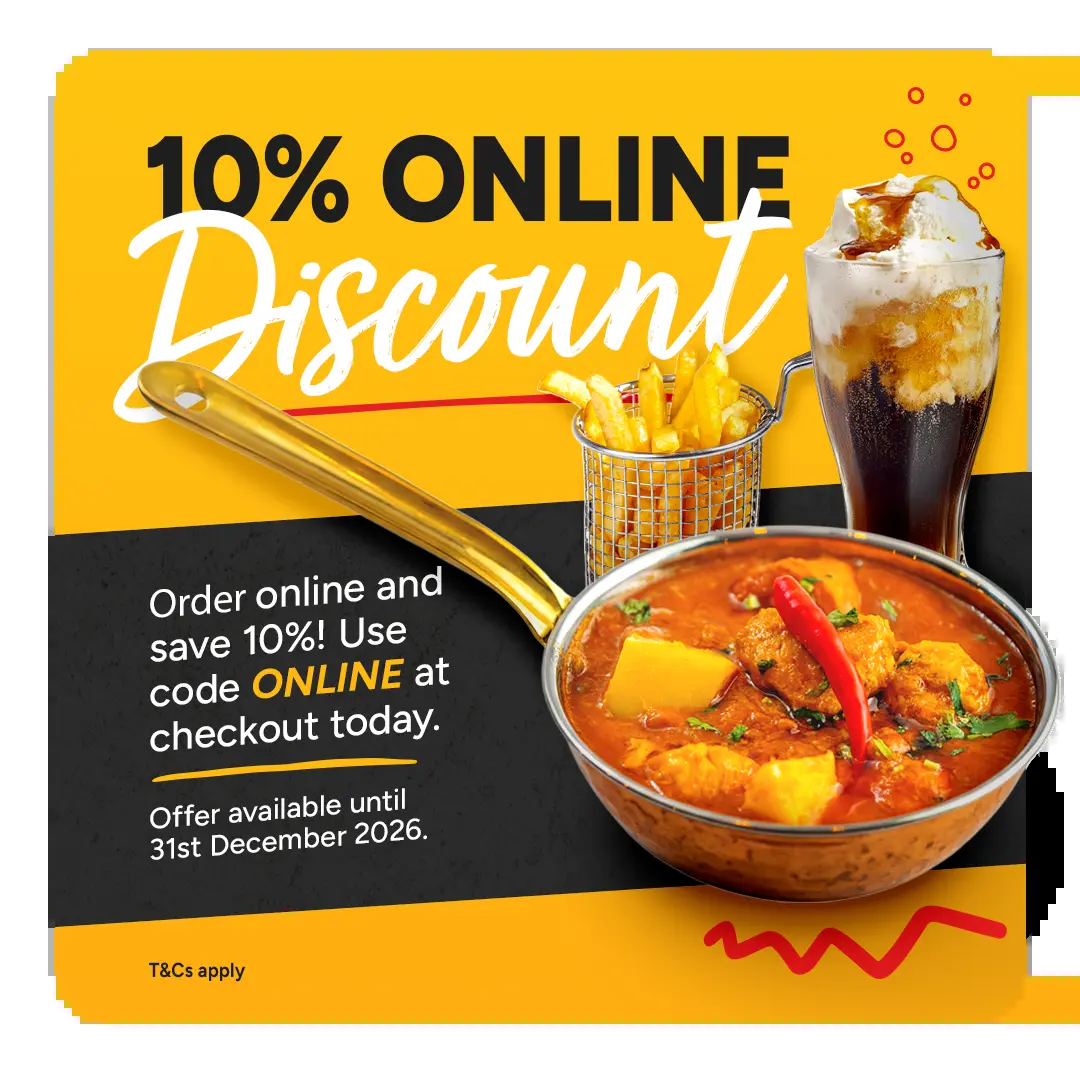 10% ONLINE
Discount
Order online and
save 10%! Use
code ONLINE at
checkout today.
Offer available until
31st December 2026.
T&Cs apply